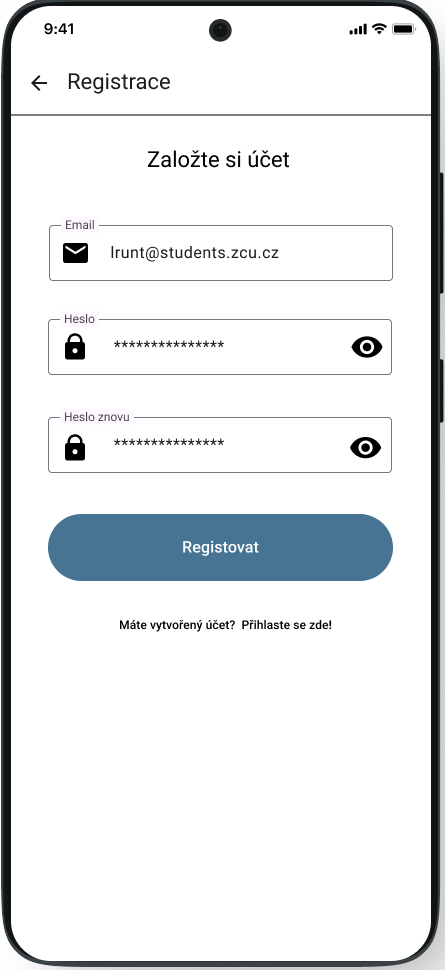 9:41
Registrace
Založte si účet
Email
lrunt@students.zcu.cz
Heslo
***************
Heslo znovu
***************
Registovat
Máte vytvořený účet? Přihlaste se zde!